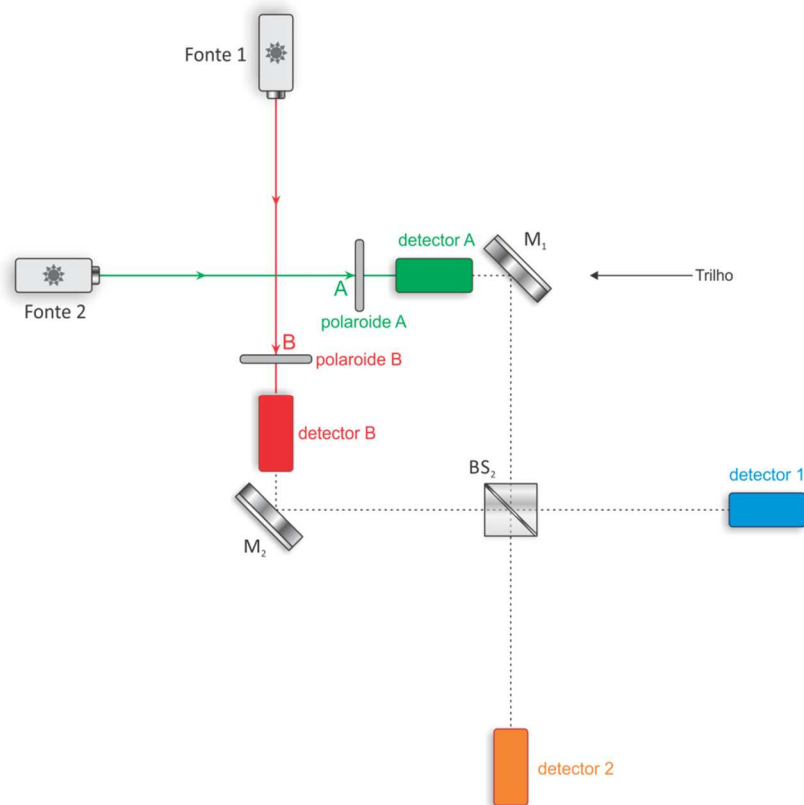 Fonte 1
detector A
M₁
Trilho
A
Fonte 2
polaroide A
B
polaroide B
detector B
BS₂
detector 1
M₂
detector 2